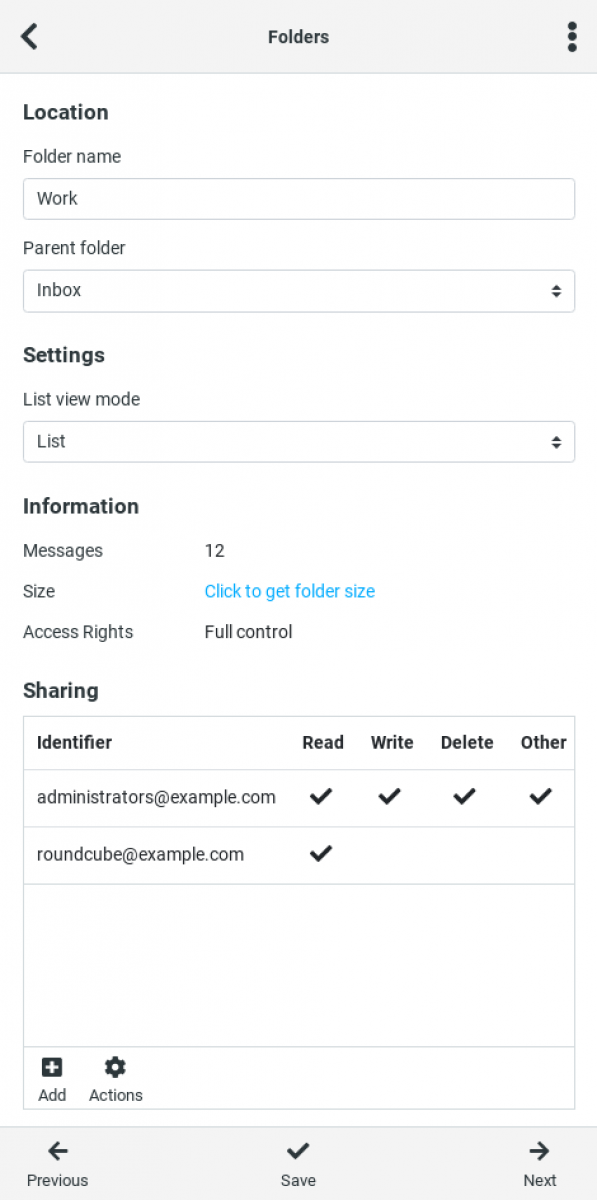 Folders
Location
Folder name
Work
Parent folder
Inbox
Settings
List view mode
List
Information
Messages 12
Size Click to get folder size
Access Rights Full control
Sharing
Identifier Read Write Delete Other
administrators@example.com
roundcube@example.com
Add Actions
Previous Save Next